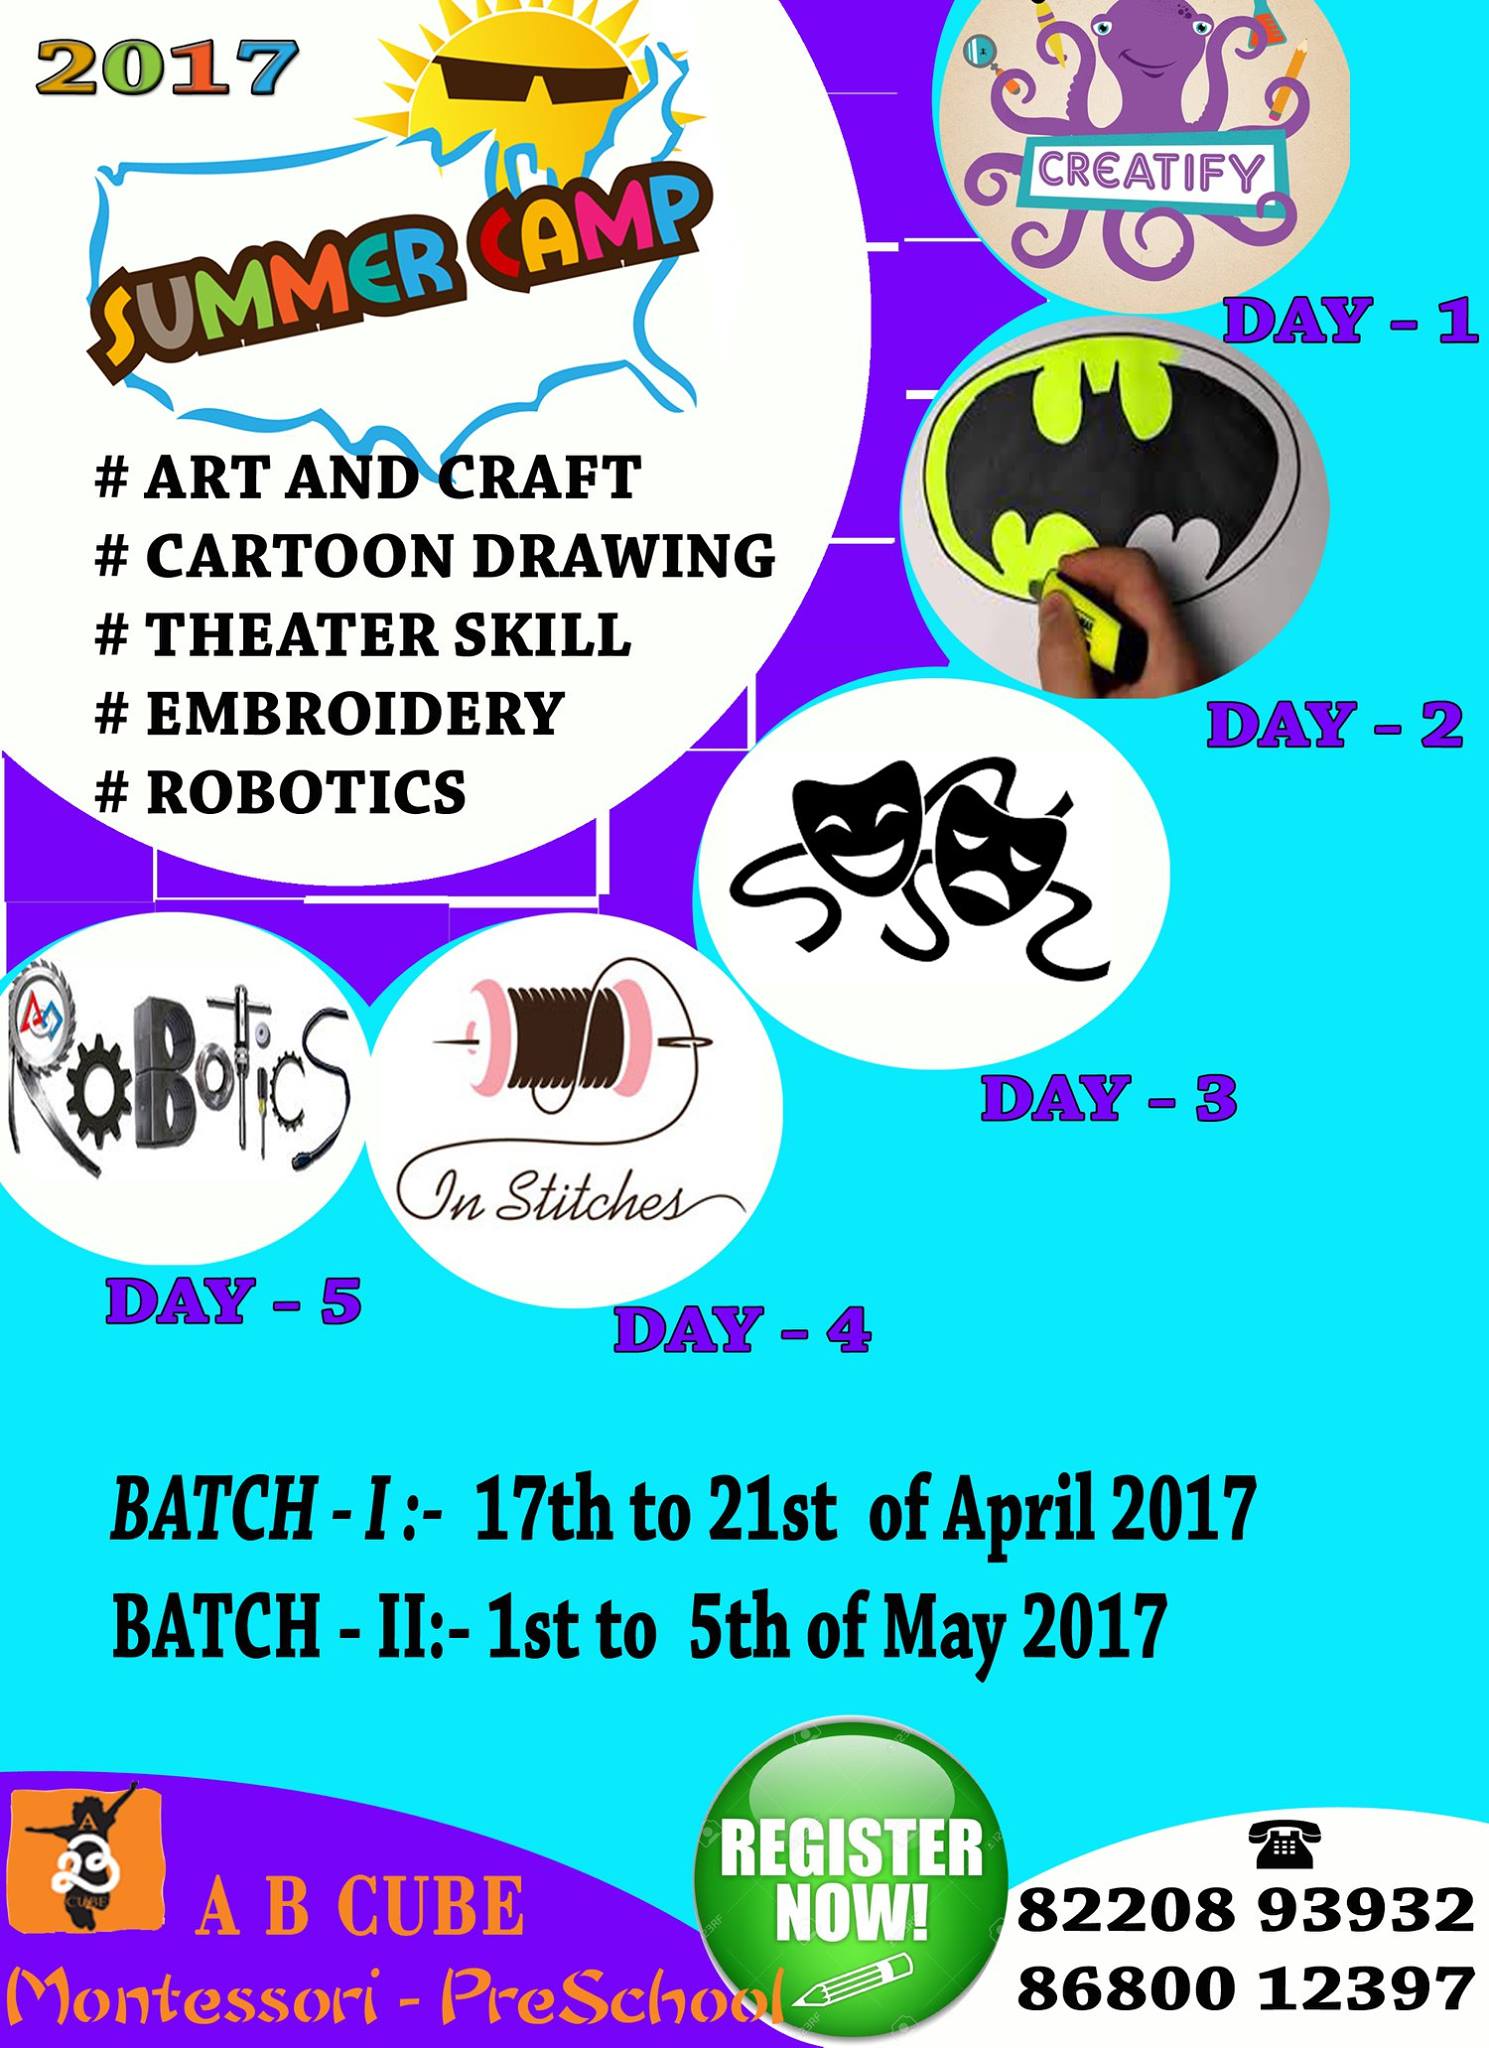 2017
SUMMER CAMP
# ART AND CRAFT
# CARTOON DRAWING
# THEATER SKILL
# EMBROIDERY
# ROBOTICS
CREATIFY
DAY - 1
DAY - 2
DAY - 3
In Stitches
DAY - 4
ROBOTICS
DAY - 5
BATCH - I :- 17th to 21st of April 2017
BATCH - II:- 1st to 5th of May 2017
A
CUBE
A B CUBE
Montessori - PreSchool
REGISTER
NOW!
82208 93932
86800 12397